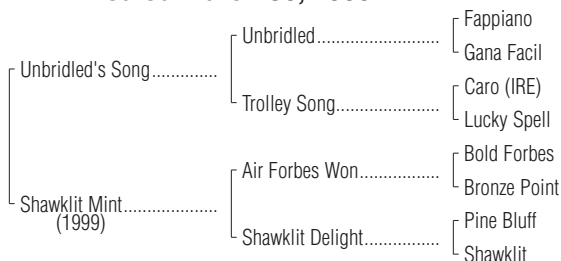 Fappiano
Unbridled........................
Gana Facil
Unbridled's Song.............
Caro (IRE)
Trolley Song....................
Lucky Spell
Bold Forbes
Air Forbes Won................
Bronze Point
Shawklit Mint..................
(1999)
Pine Bluff
Shawklit Delight...............
Shawklit